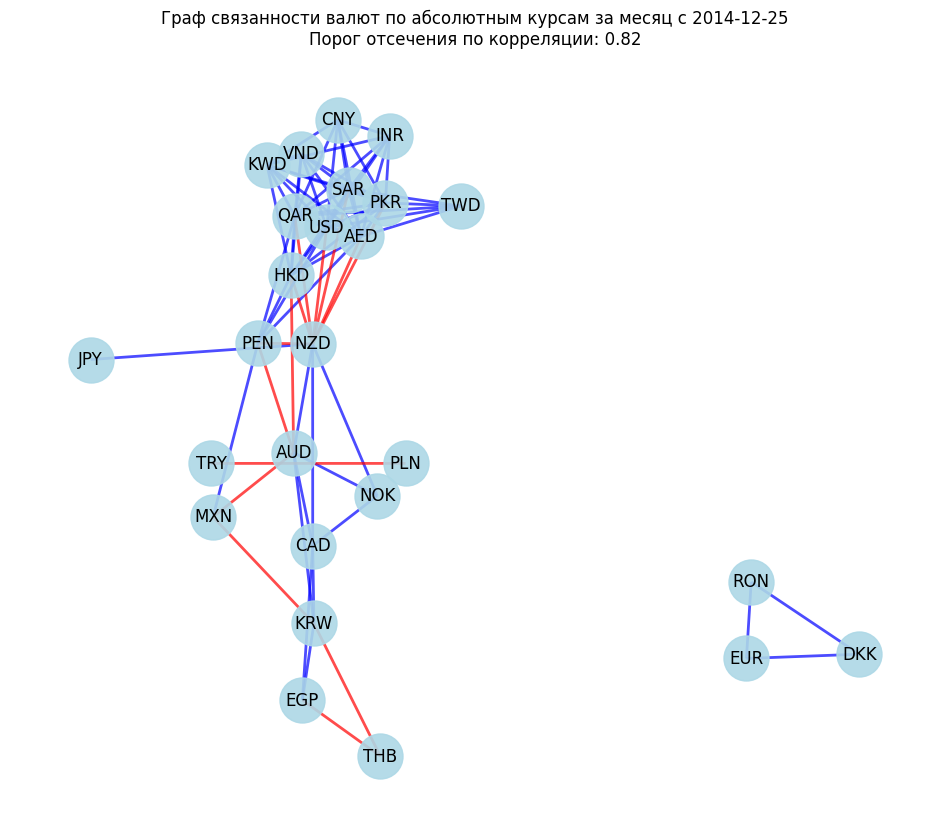 Граф связанности валют по абсолютным курсам за месяц с 2014-12-25
Порог отсечения по корреляции: 0.82
CNY
INR
VND
KWD
SAR
PKR
TWD
QAR
USD
AED
HKD
PEN
NZD
JPY
AUD
TRY
PLN
NOK
MXN
CAD
RON
KRW
EUR
DKK
EGP
THB